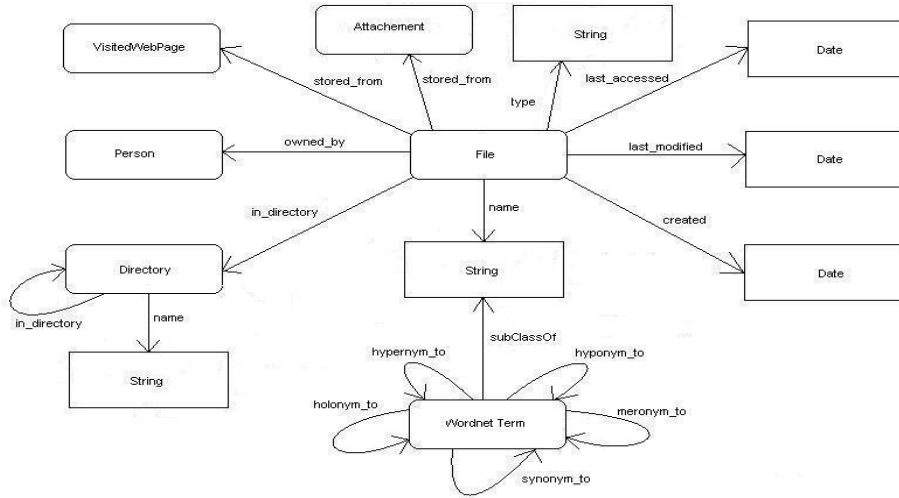 Attachement
String
VisitedWebPage
Date
last_accessed
stored_from
stored_from
type
owned_by
last_modified
Person
File
Date
name
in_directory
created
Directory
String
Date
in_directory
name
subClassOf
hypernym_to
hyponym_to
String
holonym_to
meronym_to
Wordnet Term
synonym_to